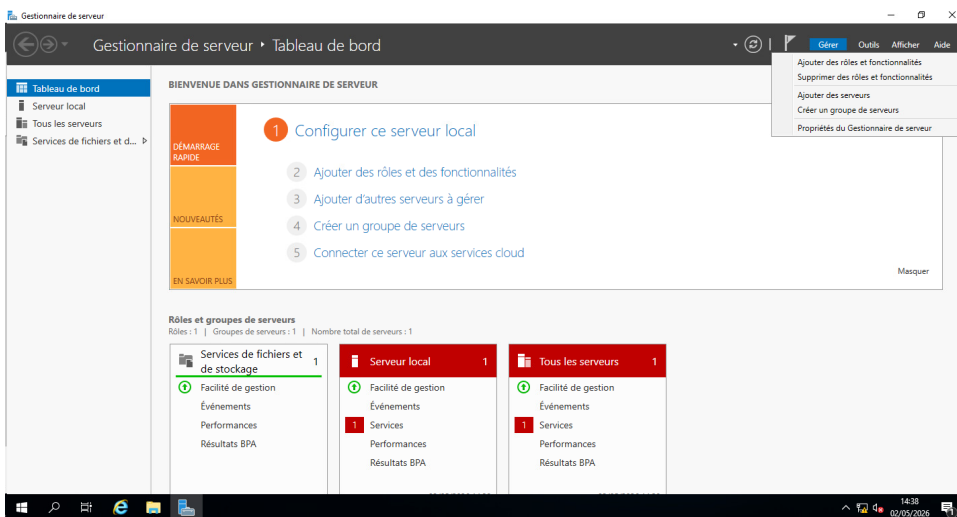 Gestionnaire de serveur
Gestionnaire de serveur ‣ Tableau de bord
Gérer Outils Afficher Aide
Ajouter des rôles et fonctionnalités
Supprimer des rôles et fonctionnalités
Ajouter des serveurs
Créer un groupe de serveurs
Propriétés du Gestionnaire de serveur
Tableau de bord
Serveur local
Tous les serveurs
Services de fichiers et d...
BIENVENUE DANS GESTIONNAIRE DE SERVEUR
DÉMARRAGE
RAPIDE
NOUVEAUTÉS
EN SAVOIR PLUS
1 Configurer ce serveur local
2 Ajouter des rôles et des fonctionnalités
3 Ajouter d'autres serveurs à gérer
4 Créer un groupe de serveurs
5 Connecter ce serveur aux services cloud
Masquer
Rôles et groupes de serveurs
Rôles : 1 | Groupes de serveurs : 1 | Nombre total de serveurs : 1
Services de fichiers et
de stockage 1
Facilité de gestion
Événements
Performances
Résultats BPA
Serveur local 1
Facilité de gestion
Événements
1 Services
Performances
Résultats BPA
Tous les serveurs 1
Facilité de gestion
Événements
1 Services
Performances
Résultats BPA
14:38
02/05/2026